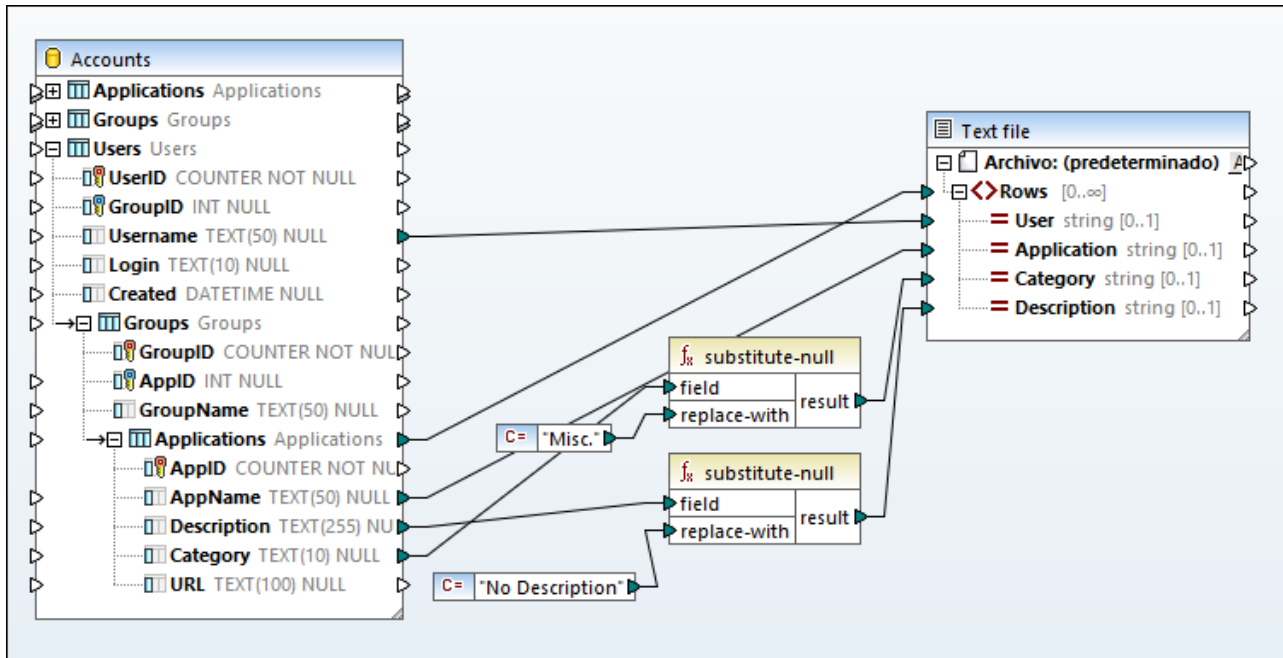 Accounts
Applications Applications
Groups Groups
Users Users
UserID COUNTER NOT NULL
GroupID INT NULL
Username TEXT(50) NULL
Login TEXT(10) NULL
Created DATETIME NULL
Groups Groups
GroupID COUNTER NOT NUL
AppID INT NULL
GroupName TEXT(50) NULL
Applications Applications
AppID COUNTER NOT NU
AppName TEXT(50) NULL
Description TEXT(255) NU
Category TEXT(10) NULL
URL TEXT(100) NULL
C= "Misc."
C= "No Description"
fx substitute-null
field
replace-with
result
fx substitute-null
field
replace-with
result
Text file
Archivo: (predeterminado) A
Rows [0..∞]
User string [0..1]
Application string [0..1]
Category string [0..1]
Description string [0..1]